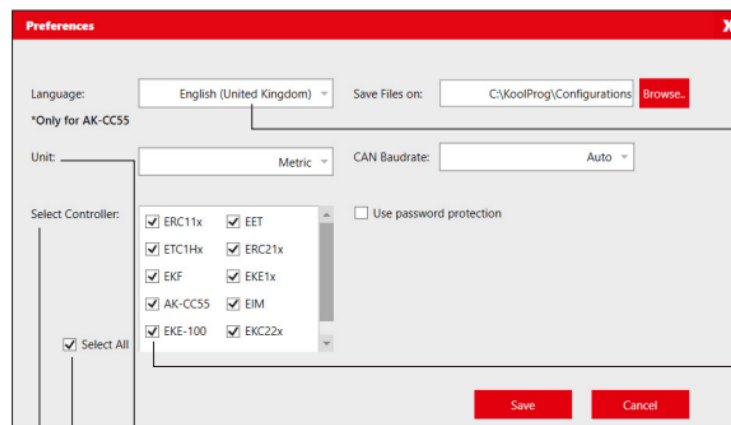 Preferences X
Language: English (United Kingdom) Save Files on: C:\KoolProg\Configurations Browse..
*Only for AK-CC55
Unit: Metric CAN Baudrate: Auto
Select Controller: ERC11x EET Use password protection
ETC1Hx ERC21x
EKF EKE1x
AK-CC55 EIM
EKE-100 EKC22x
Select All
Save Cancel